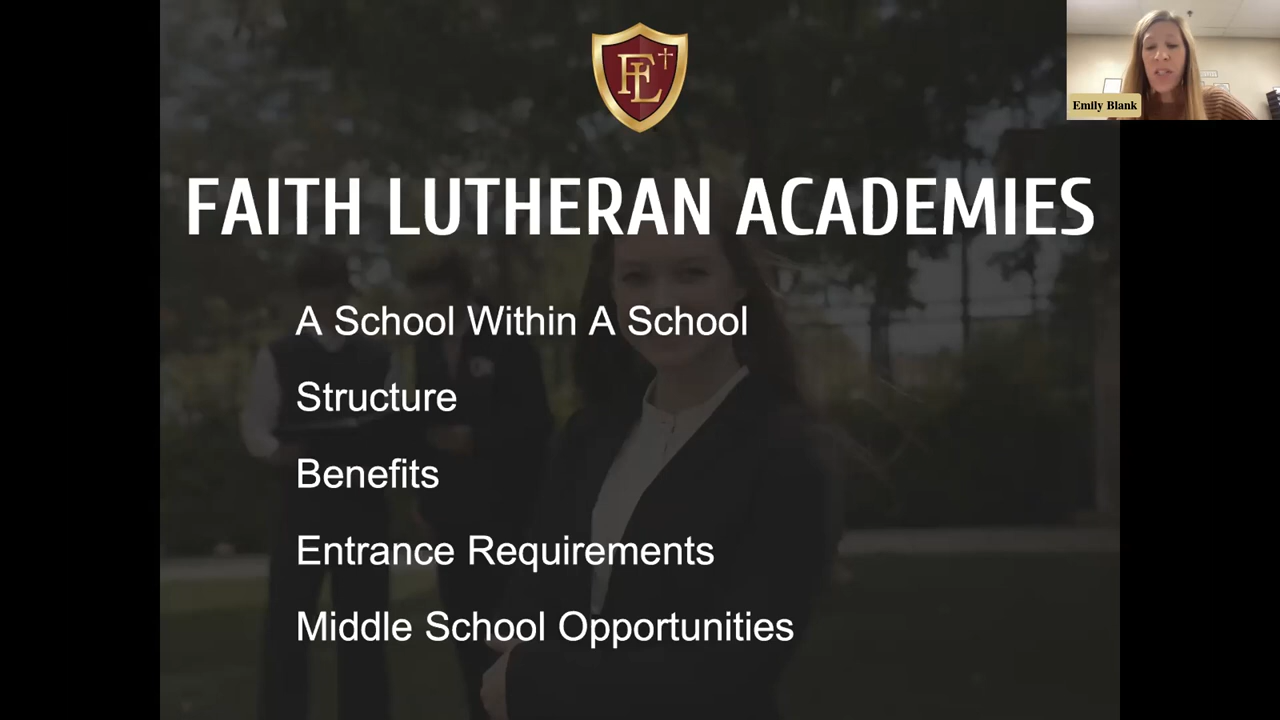 FL
FAITH LUTHERAN ACADEMIES
A School Within A School
Structure
Benefits
Entrance Requirements
Middle School Opportunities
Emily Blank